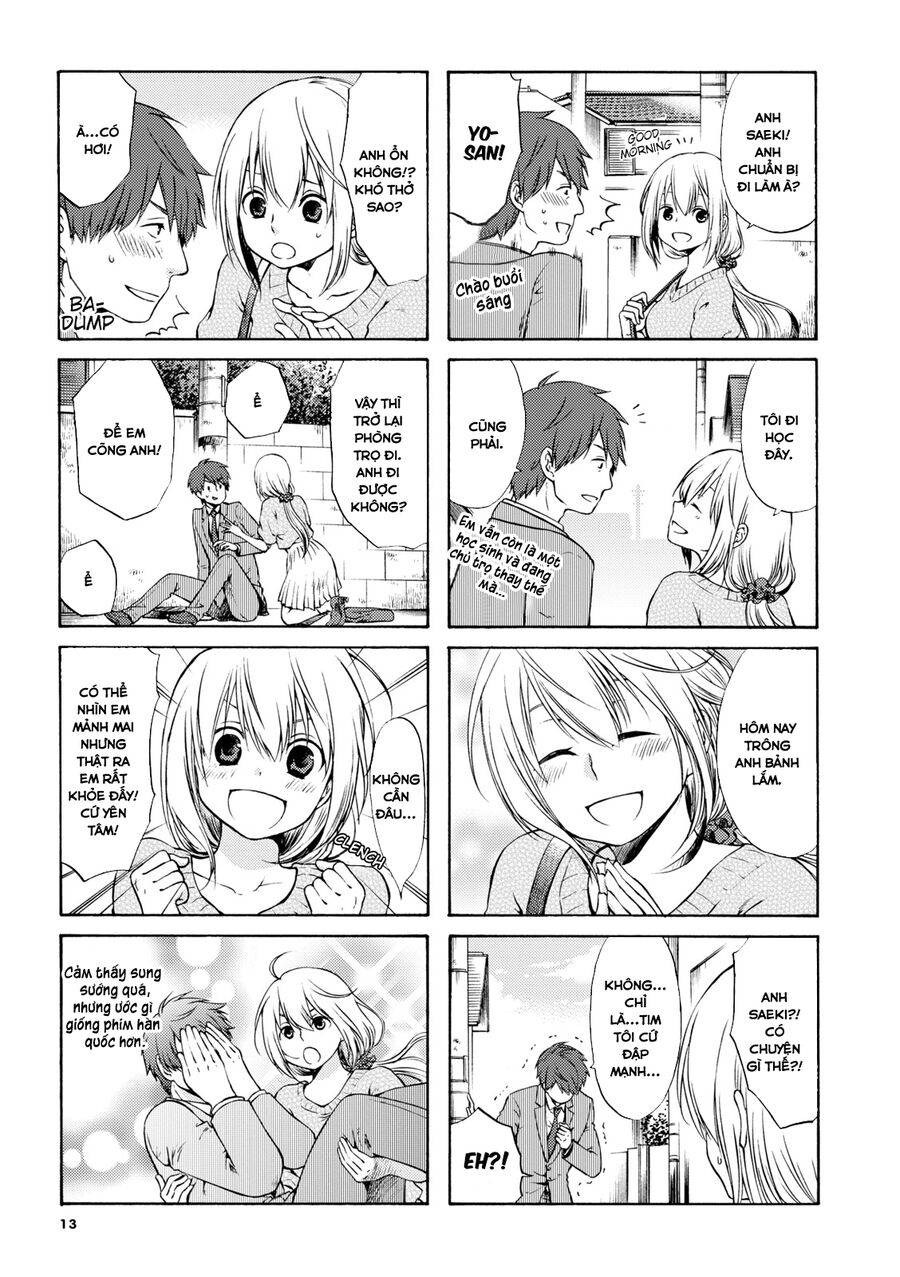 ANH
SAEKI!
ANH
CHUẨN BỊ
ĐI LÀM À?
GOOD
MORNING
YO-
SAN!
Chào buổi
sáng
TÔI ĐI
HỌC
ĐÂY.
CŨNG
PHẢI.
Em vẫn còn là một
học sinh và đang
chủ trọ thay thế
mà...
HÔM NAY
TRÔNG
ANH BẢNH
LẮM.
ANH
SAEKI?!
CÓ
CHUYỆN
GÌ THẾ?!
KHÔNG...
CHỈ
LÀ...TIM
TÔI CỨ
ĐẬP
MẠNH...
EH?!
ANH ỔN
KHÔNG!?
KHÓ THỞ
SAO?
À...CÓ
HƠI!
BA-
DUMP
VẬY THÌ
TRỞ LẠI
PHÒNG
TRỌ ĐI.
ANH ĐI
ĐƯỢC
KHÔNG?
Ể
ĐỂ EM
CÕNG ANH!
Ể
KHÔNG
CẦN
ĐÂU...
CLENCH
CÓ THỂ
NHÌN EM
MẢNH MAI
NHƯNG
THẬT RA
EM RẤT
KHỎE ĐẤY!
CỨ YÊN
TÂM!
Cảm thấy sung
sướng quá,
nhưng ước gì
giống phim hàn
quốc hơn.
13